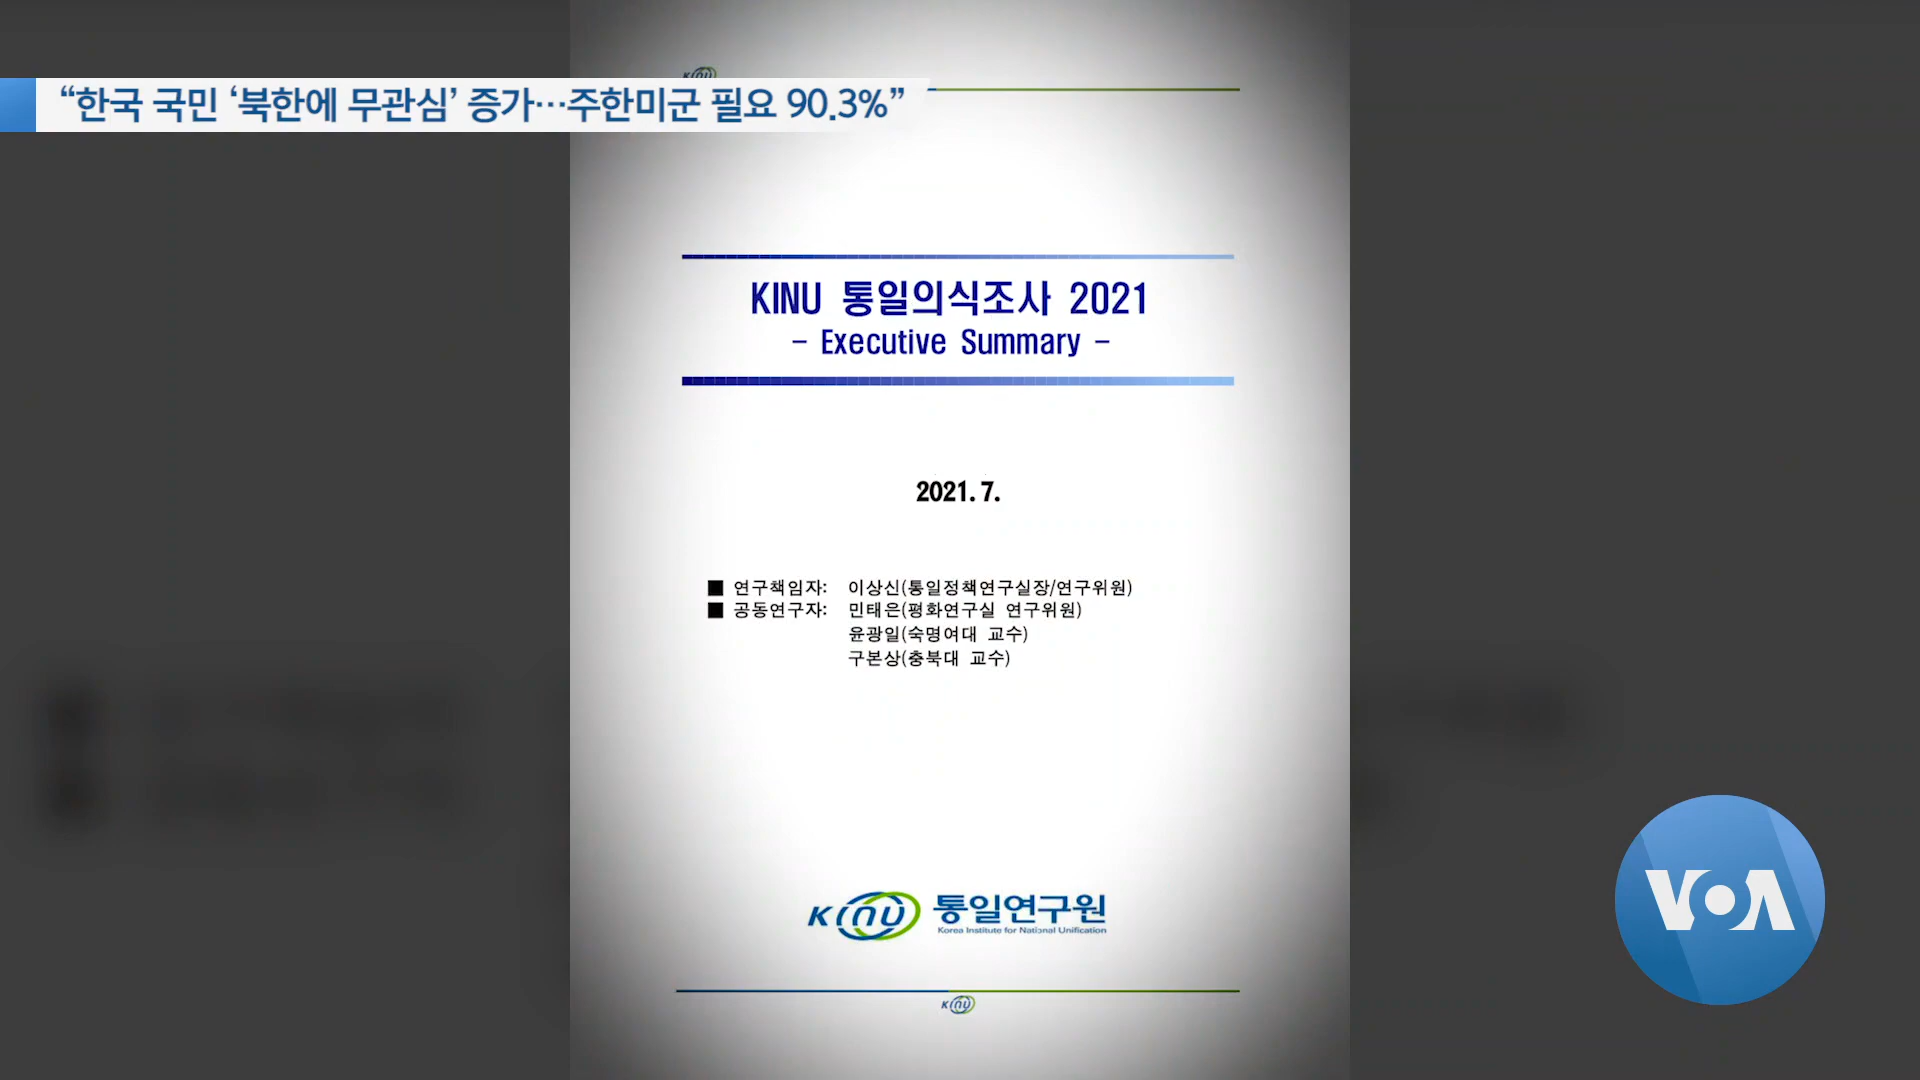 “한국 국민 ‘북한에 무관심’ 증가…주한미군 필요 90.3%”
KINU 통일의식조사 2021
- Executive Summary -
2021. 7.
■ 연구책임자: 이상신(통일정책연구실장/연구위원)
■ 공동연구자: 민태은(평화연구실 연구위원)
윤광일(숙명여대 교수)
구본상(충북대 교수)
KINU 통일연구원
Korea Institute for National Unification
KINU
VOA